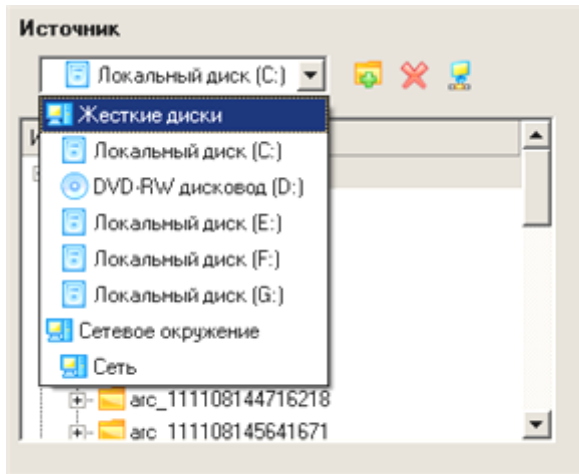 Источник
Локальный диск (C:)
Жесткие диски
Локальный диск (C:)
DVD-RW дисковод (D:)
Локальный диск (E:)
Локальный диск (F:)
Локальный диск (G:)
Сетевое окружение
Сеть
arc_111108144716218
arc_111108145641671